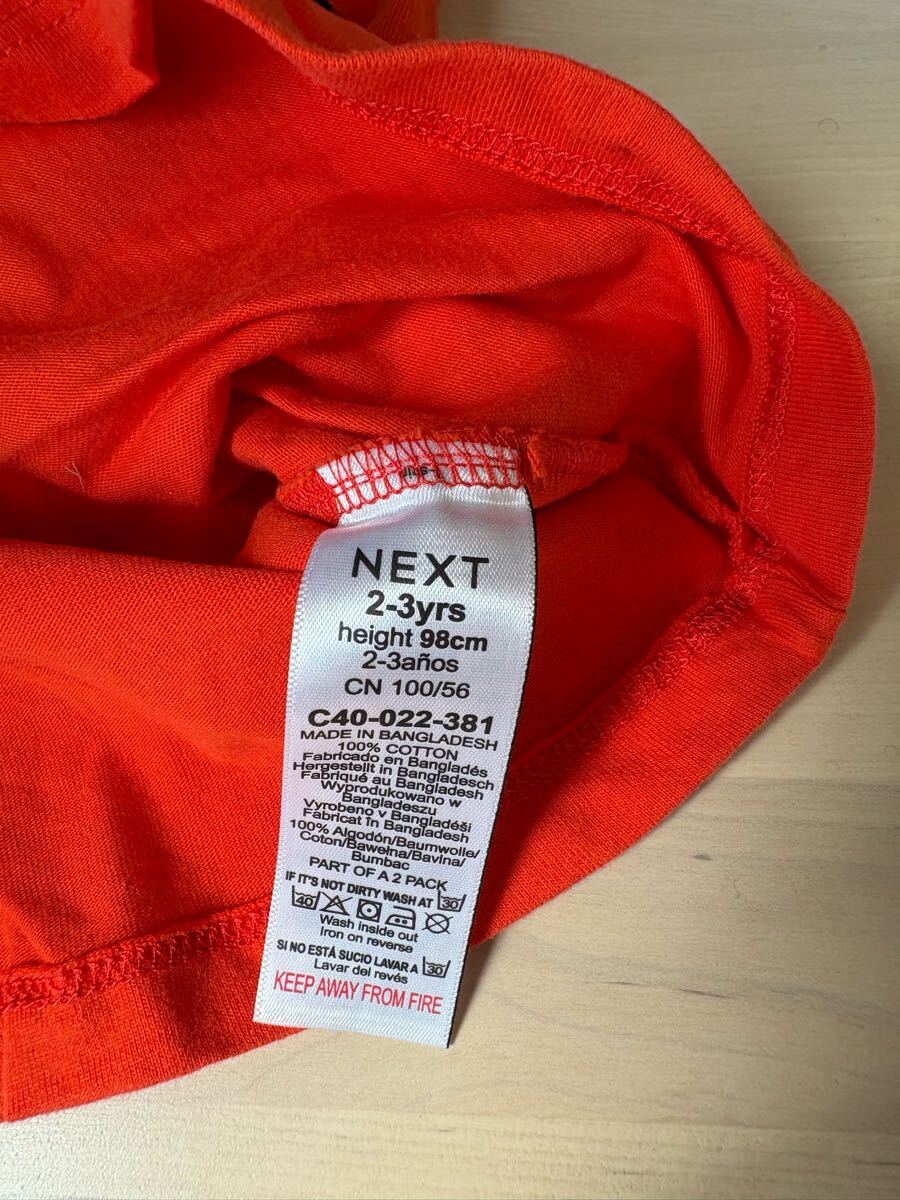 NEXT
2-3yrs
height 98cm
2-3años
CN 100/56
C40-022-381
MADE IN BANGLADESH
100% COTTON
Fabricado en Bangladés
Hergestellt in Bangladesch
Fabriqué au Bangladesh
Wyprodukowano w
Bangladeszu
Vyrobeno v Bangladéši
Fabricat în Bangladesh
100% Algodón/Baumwolle/
Coton/Bawełna/Bavlna/
Bumbac
PART OF A 2 PACK
IF IT'S NOT DIRTY WASH AT 30
40
Wash inside out
Iron on reverse
SI NO ESTÁ SUCIO LAVAR A 30
Lavar del revés
KEEP AWAY FROM FIRE